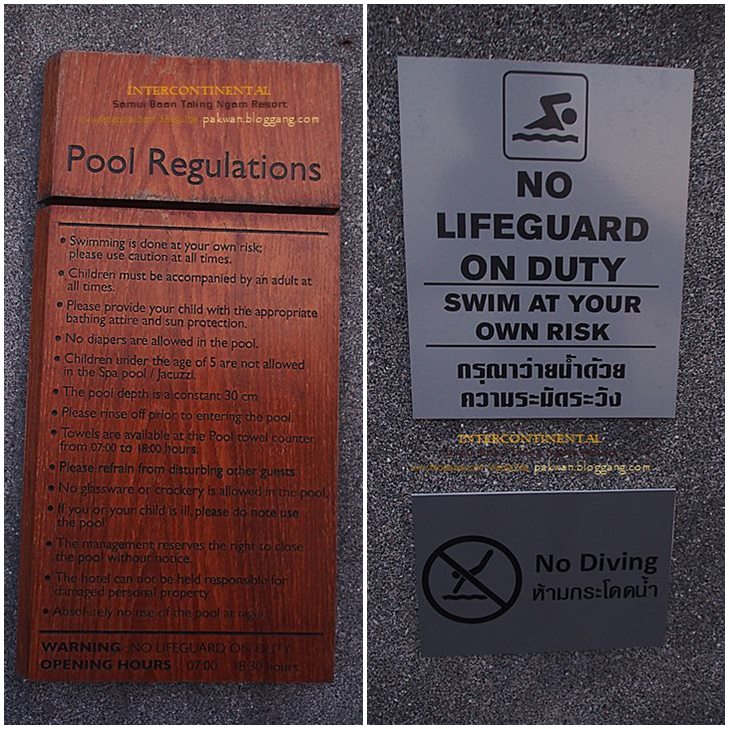 INTERCONTINENTAL
Samui Baan Taling Ngam Resort
pakwan.bloggang.com
Pool Regulations
• Swimming is done at your own risk;
please use caution at all times.
• Children must be accompanied by an adult at
all times.
• Please provide your child with the appropriate
bathing attire and sun protection.
• No diapers are allowed in the pool.
• Children under the age of 5 are not allowed
in the Spa pool / Jacuzzi.
• The pool depth is a constant 30 cm
• Please rinse off prior to entering the pool.
• Towels are available at the Pool towel counter
from 07:00 to 18:00 hours.
• Please refrain from disturbing other guests.
• No glassware or crockery is allowed in the pool.
• If you or your child is ill, please do not use
the pool.
• The management reserves the right to close
the pool without notice.
• The hotel can not be held responsible for
damaged personal property
• Absolutely no use of the pool at night.
WARNING NO LIFEGUARD ON DUTY
OPENING HOURS 07:00 18:30 hours
NO
LIFEGUARD
ON DUTY
SWIM AT YOUR
OWN RISK
กรุณาว่ายน้ำด้วย
ความระมัดระวัง
INTERCONTINENTAL
pakwan.bloggang.com
No Diving
ห้ามกระโดดน้ำ